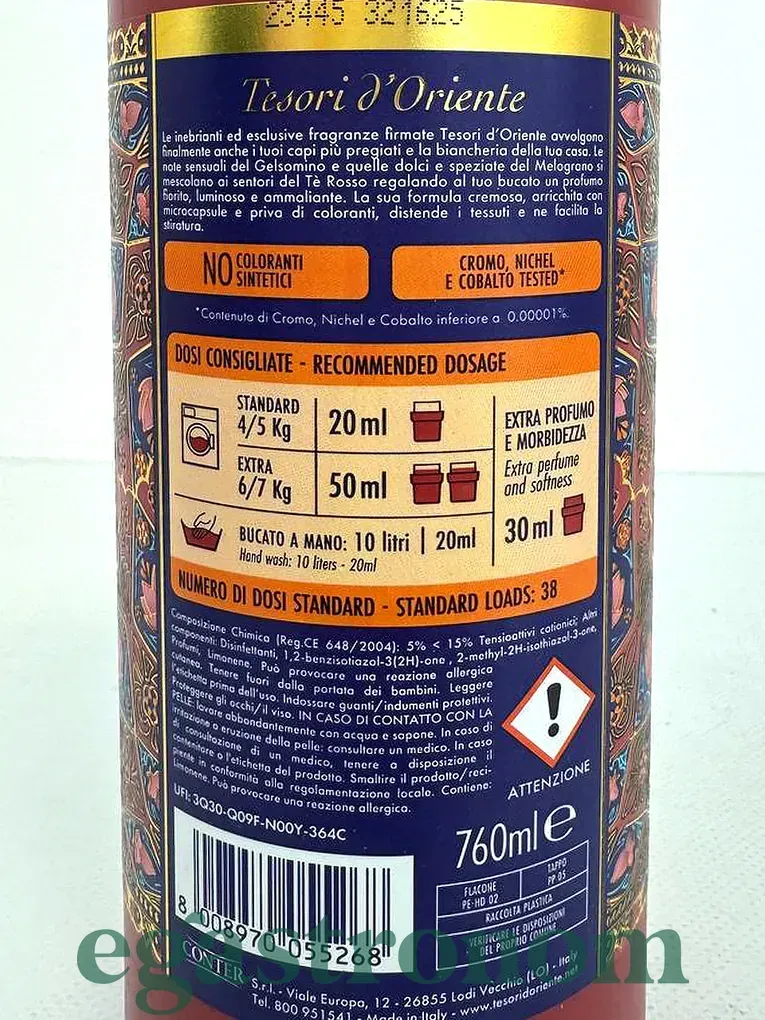 23445 321625
Tesori d'Oriente
Le inebrianti ed esclusive fragranze firmate Tesori d'Oriente avvolgono
finalmente anche i tuoi capi più pregiati e la biancheria della tua casa. Le
note sensuali del Gelsomino e quelle dolci e speziate del Melograno si
mescolano ai sentori del Tè Rosso regalando al tuo bucato un profumo
fiorito, luminoso e ammaliante. La sua formula cremosa, arricchita con
microcapsule e priva di coloranti, distende i tessuti e ne facilita la
stiratura.
NO COLORANTI
SINTETICI
CROMO, NICHEL
E COBALTO TESTED*
*Contenuto di Cromo, Nichel e Cobalto inferiore a 0.00001%.
DOSI CONSIGLIATE - RECOMMENDED DOSAGE
STANDARD
4/5 Kg
20ml
EXTRA
6/7 Kg
50ml
EXTRA PROFUMO
E MORBIDEZZA
Extra perfume
and softness
30ml
BUCATO A MANO: 10 litri | 20ml
Hand wash: 10 liters - 20ml
NUMERO DI DOSI STANDARD - STANDARD LOADS: 38
Composizione Chimica (Reg.CE 648/2004): 5% < 15% Tensioattivi cationici; Altri
componenti: Disinfettanti, 1,2-benzisotiazol-3(2H)-one, 2-methyl-2H-isothiazol-3-one,
Profumi, Limonene. Può provocare una reazione allergica
cutanea. Tenere fuori dalla portata dei bambini. Leggere
l'etichetta prima dell'uso. Indossare guanti/indumenti protettivi.
Proteggere gli occhi/il viso. IN CASO DI CONTATTO CON LA
PELLE: lavare abbondantemente con acqua e sapone. In caso di
irritazione o eruzione della pelle: consultare un medico. In caso
di consultazione di un medico, tenere a disposizione il
contenitore o l'etichetta del prodotto. Smaltire il prodotto/reci-
piente in conformità alla regolamentazione locale. Contiene:
Limonene. Può provocare una reazione allergica.
UFI: 3Q30-Q09F-N00Y-364C
ATTENZIONE
760ml e
FLACONE
PE-HD 02
TAPPO
PP 05
RACCOLTA PLASTICA
VERIFICARE LE DISPOSIZIONI
DEL PROPRIO COMUNE
8 008970 055268
egastronom
CONTER S.r.l. - Viale Europa, 12 - 26855 Lodi Vecchio (LO) - Italy
Tel. 800 951541 - Made in Italy - www.tesoridoriente.net